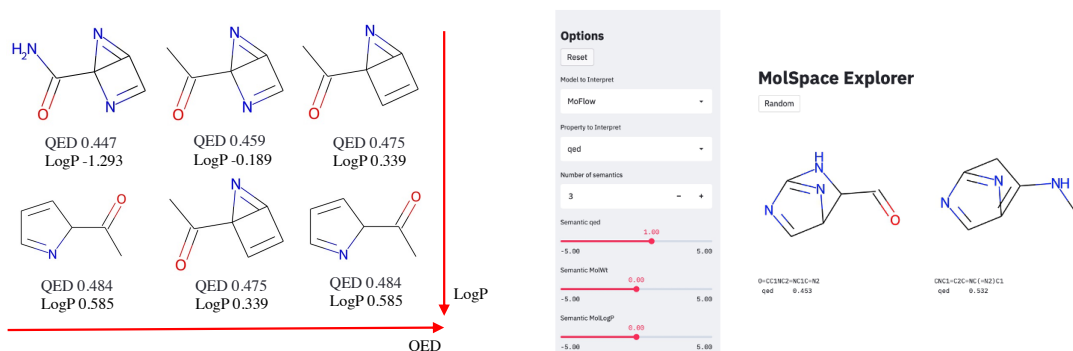 H₂N
N
N
O
QED 0.447
LogP -1.293
N
N
O
QED 0.459
LogP -0.189
N
O
QED 0.475
LogP 0.339
O
N
QED 0.484
LogP 0.585
N
O
QED 0.475
LogP 0.339
O
N
QED 0.484
LogP 0.585
LogP
QED
Options
Reset
Model to Interpret
MoFlow
Property to Interpret
qed
Number of semantics
3 - +
Semantic qed
1.00
-5.00 5.00
Semantic MolWt
0.00
-5.00 5.00
Semantic MolLogP
0.00
-5.00 5.00
MolSpace Explorer
Random
H
N
N
N
O
O=CC1NC2=NC1C=N2
qed 0.453
N
NH
N
CNC1=C2C=NC(=N2)C1
qed 0.532